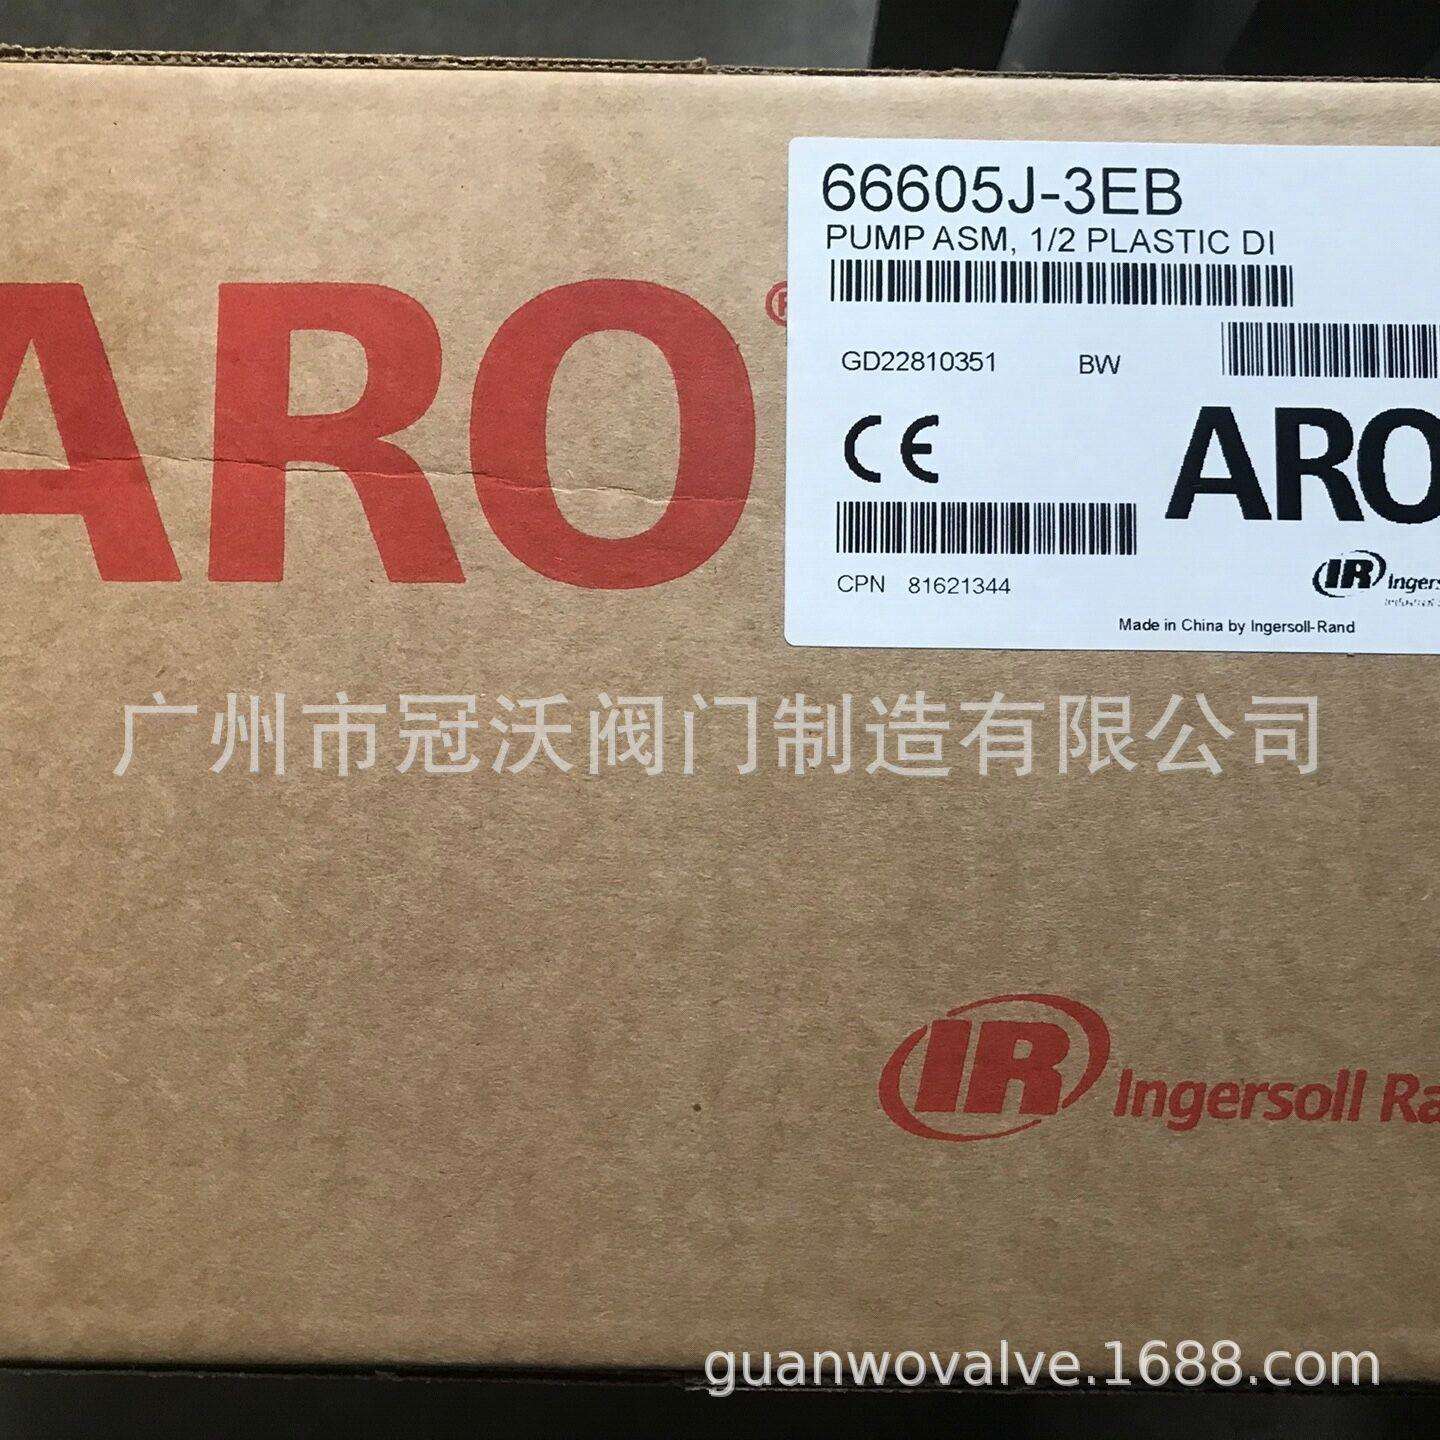 66605J-3EB
PUMP ASM, 1/2 PLASTIC DI
ARO®
GD22810351 BW
CE
ARO
CPN 81621344
IR
Made in China by Ingersoll-Rand
广州市冠沃阀门制造有限公司
IR Ingersoll Ra
guanwovalve.1688.com